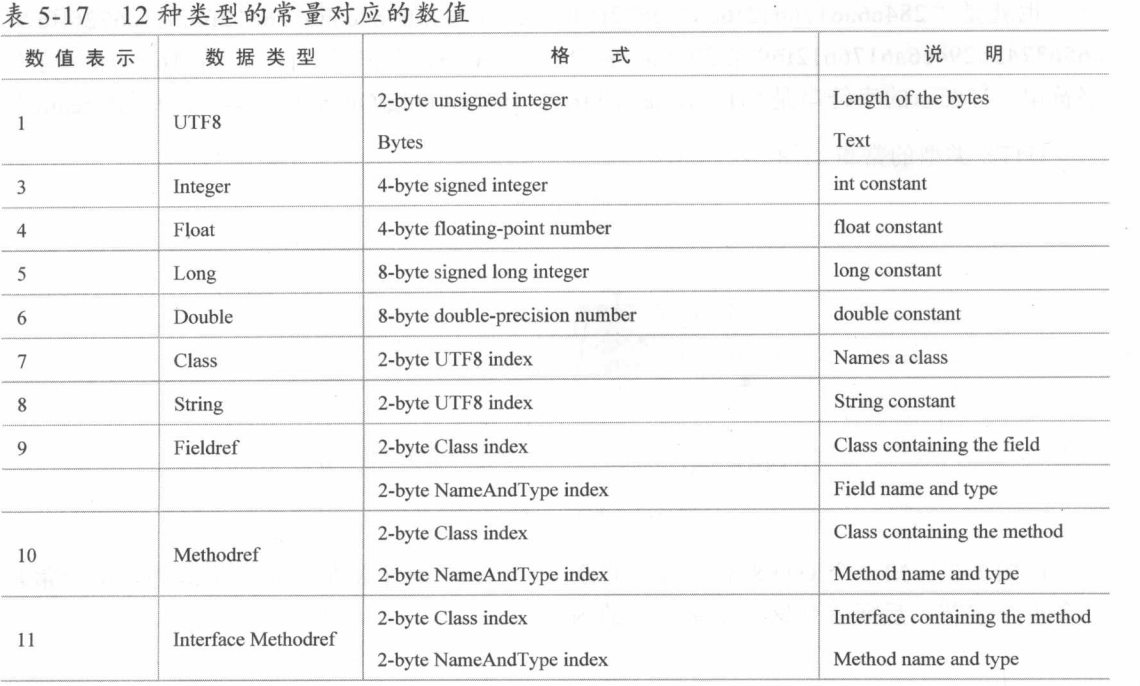 表 5-17 12 种类型的常量对应的数值
数值表示 数据类型 格 式 说 明
1 UTF8 2-byte unsigned integer Length of the bytes
Bytes Text
3 Integer 4-byte signed integer int constant
4 Float 4-byte floating-point number float constant
5 Long 8-byte signed long integer long constant
6 Double 8-byte double-precision number double constant
7 Class 2-byte UTF8 index Names a class
8 String 2-byte UTF8 index String constant
9 Fieldref 2-byte Class index Class containing the field
2-byte NameAndType index Field name and type
10 Methodref 2-byte Class index Class containing the method
2-byte NameAndType index Method name and type
11 Interface Methodref 2-byte Class index Interface containing the method
2-byte NameAndType index Method name and type